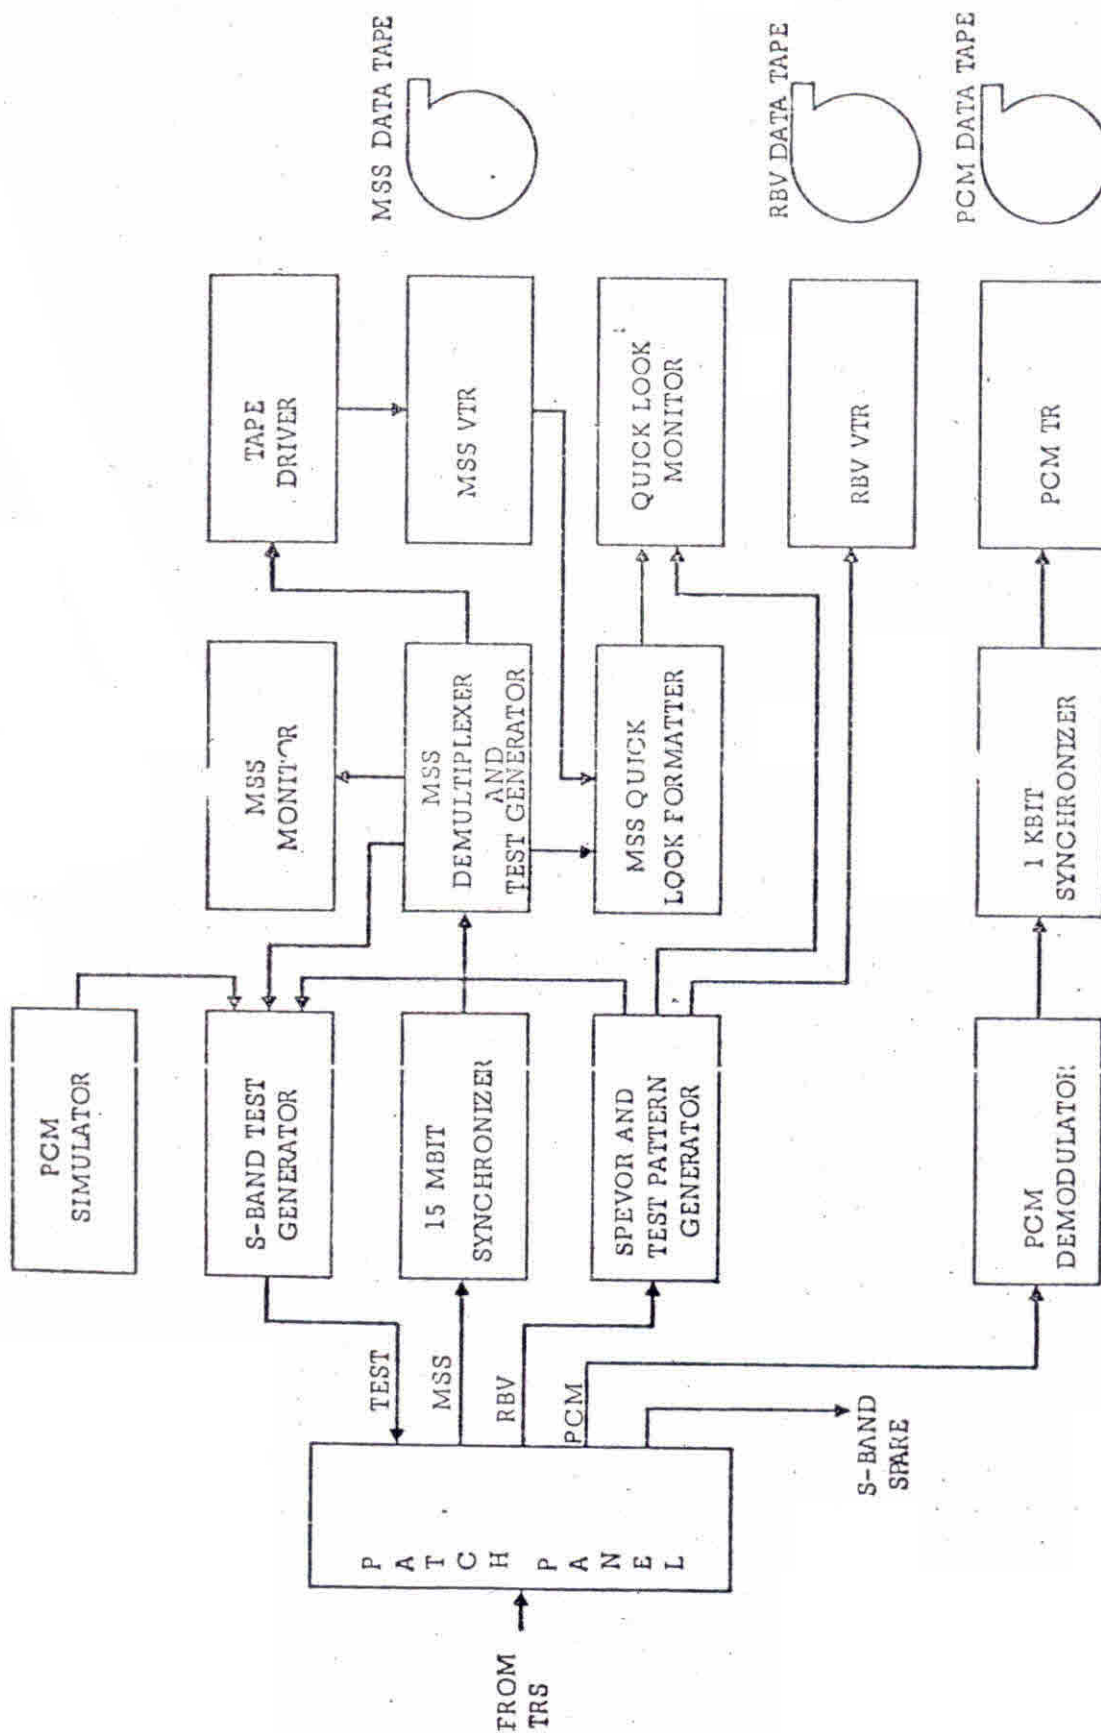 PCM
SIMULATOR
S-BAND TEST
GENERATOR
MSS
MONITOR
TAPE
DRIVER
MSS DATA TAPE
FROM
TRS
PATCH PANEL
TEST
MSS
RBV
PCM
S-BAND
SPARE
15 MBIT
SYNCHRONIZER
MSS
DEMULTIPLEXER
AND
TEST GENERATOR
MSS VTR
SPEVOR AND
TEST PATTERN
GENERATOR
MSS QUICK
LOOK FORMATTER
QUICK LOOK
MONITOR
RBV VTR
RBV DATA TAPE
PCM
DEMODULATOR
1 KBIT
SYNCHRONIZER
PCM TR
PCM DATA TAPE